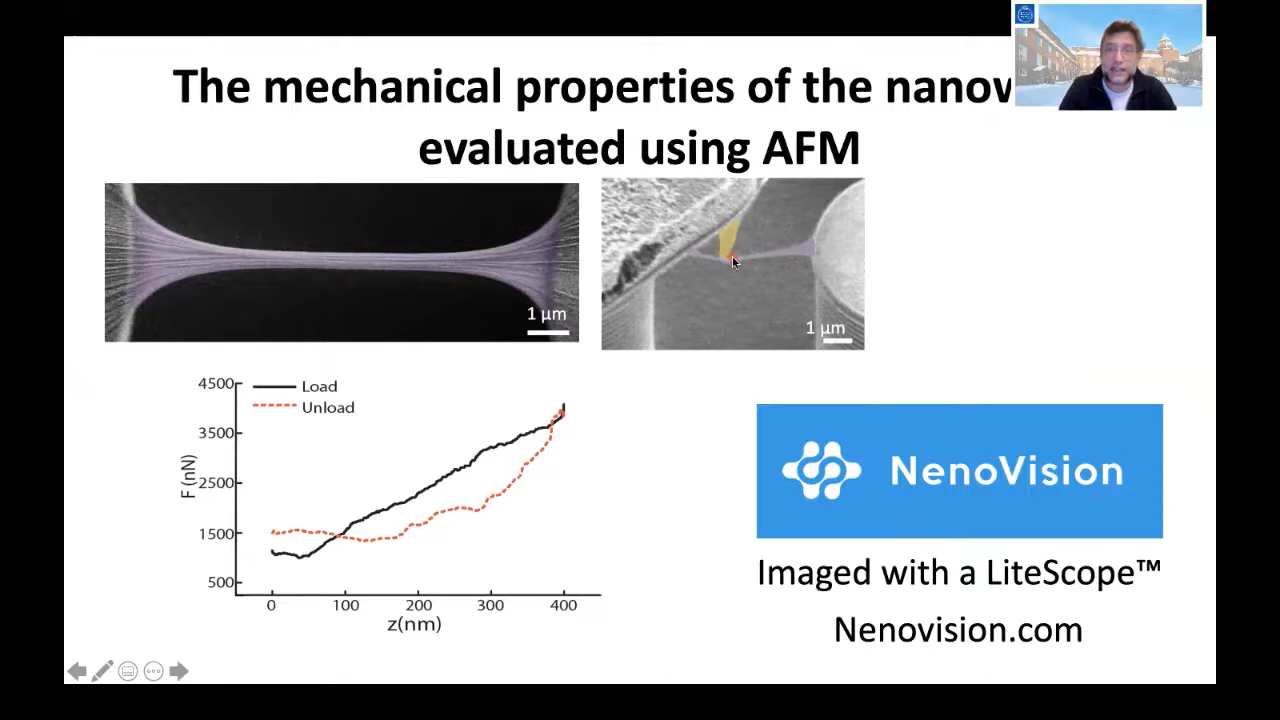 The mechanical properties of the
evaluated using AFM
1 µm
1 µm
4500
3500
2500
1500
500
F (nN)
Load
Unload
0 100 200 300 400
z(nm)
NenoVision
Imaged with a LiteScope™
Nenovision.com